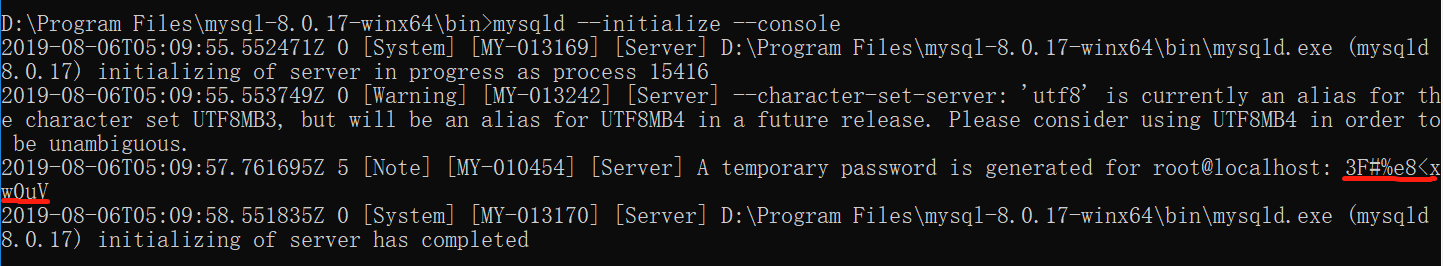 D:\Program Files\mysql-8.0.17-winx64\bin>mysqld --initialize --console
2019-08-06T05:09:55.552471Z 0 [System] [MY-013169] [Server] D:\Program Files\mysql-8.0.17-winx64\bin\mysqld.exe (mysqld
8.0.17) initializing of server in progress as process 15416
2019-08-06T05:09:55.553749Z 0 [Warning] [MY-013242] [Server] --character-set-server: 'utf8' is currently an alias for th
e character set UTF8MB3, but will be an alias for UTF8MB4 in a future release. Please consider using UTF8MB4 in order to
be unambiguous.
2019-08-06T05:09:57.761695Z 5 [Note] [MY-010454] [Server] A temporary password is generated for root@localhost: 3F#%e8<x
w0uV
2019-08-06T05:09:58.551835Z 0 [System] [MY-013170] [Server] D:\Program Files\mysql-8.0.17-winx64\bin\mysqld.exe (mysqld
8.0.17) initializing of server has completed